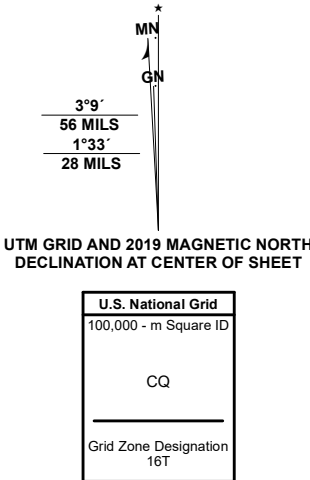 MN
GN
3°9´
56 MILS
1°33´
28 MILS
UTM GRID AND 2019 MAGNETIC NORTH
DECLINATION AT CENTER OF SHEET
U.S. National Grid
100,000 - m Square ID
CQ
Grid Zone Designation
16T